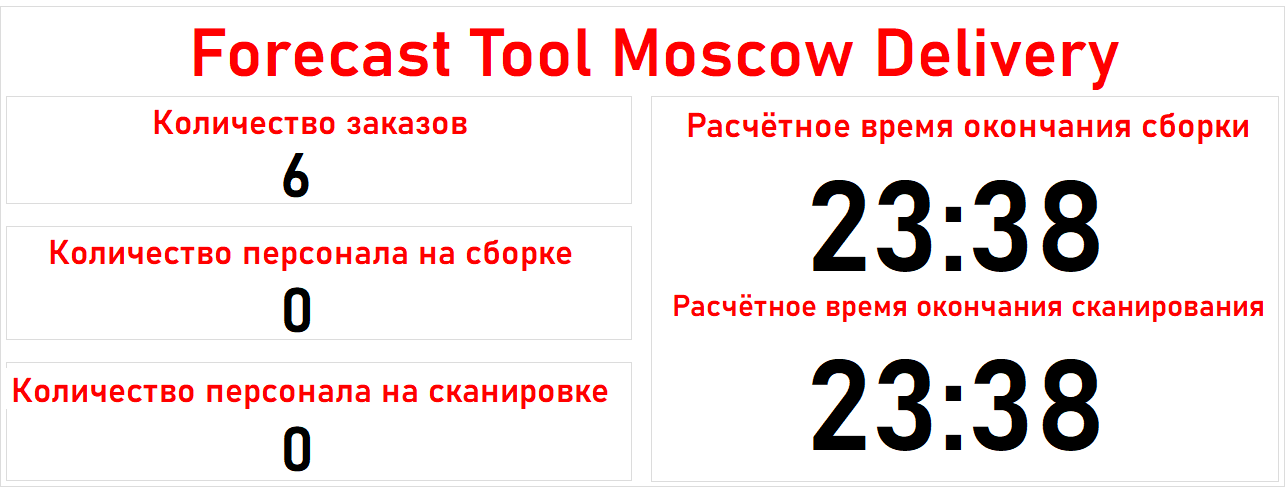 Forecast Tool Moscow Delivery
Количество заказов
6
Количество персонала на сборке
0
Количество персонала на сканировке
0
Расчётное время окончания сборки
23:38
Расчётное время окончания сканирования
23:38